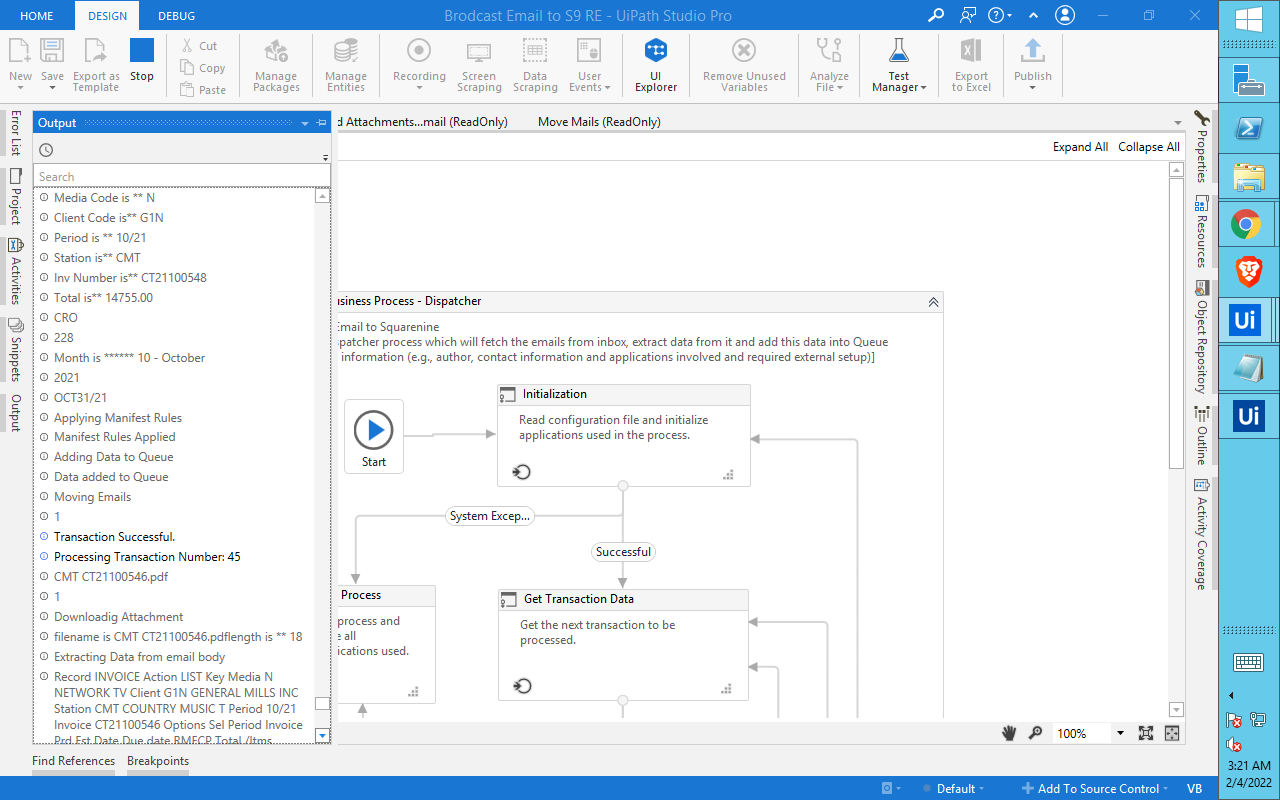 HOME
DESIGN
DEBUG
Brodcast Email to S9 RE - UiPath Studio Pro
New
Save
Export as
Template
Stop
Cut
Copy
Paste
Manage
Packages
Manage
Entities
Recording
Screen
Scraping
Data
Scraping
User
Events
UI
Explorer
Remove Unused
Variables
Analyze
File
Test
Manager
Export
to Excel
Publish
Error List
Project
Activities
Snippets
Output
Output
Search
Media Code is ** N
Client Code is** G1N
Period is ** 10/21
Station is** CMT
Inv Number is** CT21100548
Total is** 14755.00
CRO
228
Month is ****** 10 - October
2021
OCT31/21
Applying Manifest Rules
Manifest Rules Applied
Adding Data to Queue
Data added to Queue
Moving Emails
1
Transaction Successful.
Processing Transaction Number: 45
CMT CT21100546.pdf
1
Downloadig Attachment
filename is CMT CT21100546.pdflength is ** 18
Extracting Data from email body
Record INVOICE Action LIST Key Media N
NETWORK TV Client G1N GENERAL MILLS INC
Station CMT COUNTRY MUSIC T Period 10/21
Invoice CT21100546 Options Sel Period Invoice
Prd Est Date Due.date RMECP Total /Itms
d Attachments...mail (ReadOnly)
Move Mails (ReadOnly)
Expand All
Collapse All
usiness Process - Dispatcher
Email to Squarenine
patcher process which will fetch the emails from inbox, extract data from it and add this data into Queue
information (e.g., author, contact information and applications involved and required external setup)]
Initialization
Read configuration file and initialize
applications used in the process.
Start
System Excep...
Successful
Process
process and
e all
ications used.
Get Transaction Data
Get the next transaction to be
processed.
100%
Properties
Resources
Object Repository
Outline
Activity Coverage
Find References
Breakpoints
Default
Add To Source Control
VB
Ui
Ui
3:21 AM
2/4/2022